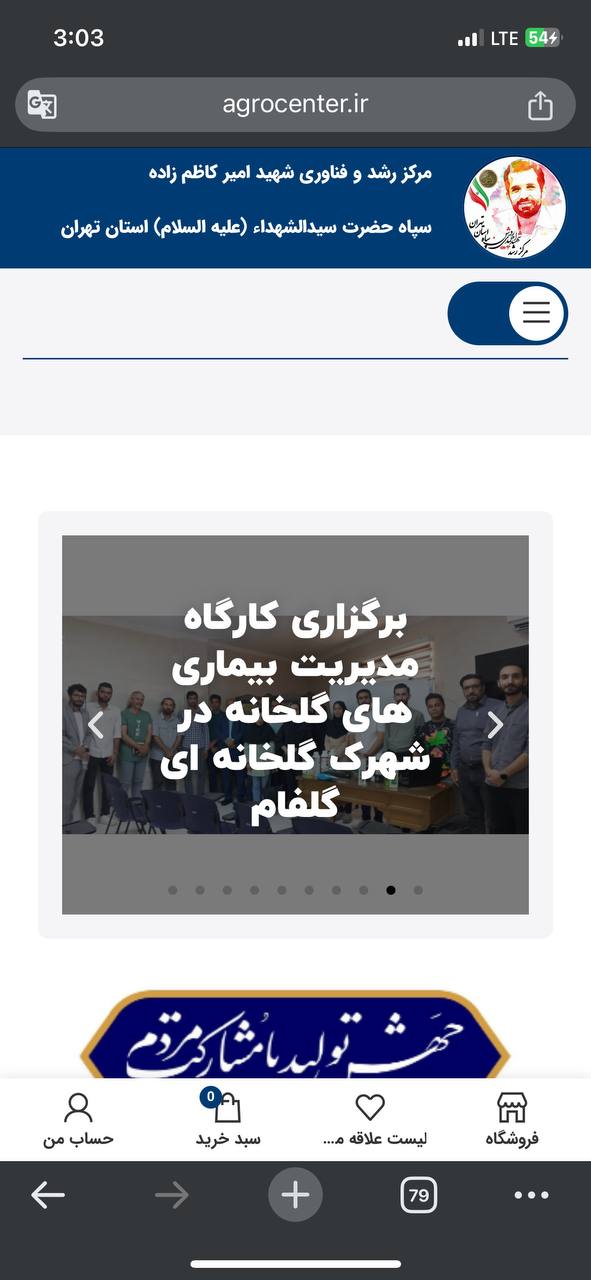 3:03
LTE 54
agrocenter.ir
مرکز رشد و فناوری شهید امیر کاظم زاده
سپاه حضرت سیدالشهداء (علیه السلام) استان تهران
برگزاری کارگاه
مدیریت بیماری
های گلخانه در
شهرک گلخانه ای
گلفام
جهش تولید با مشارکت مردم
فروشگاه
لیست علاقه مـ...
0
سبد خرید
حساب من
79